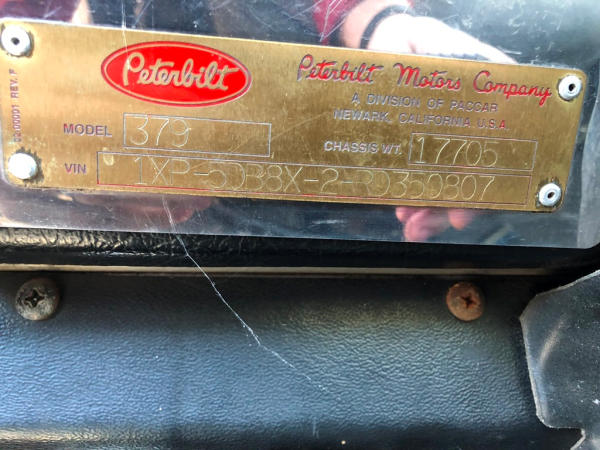 Peterbilt
Peterbilt Motors Company
A DIVISION OF PACCAR
NEWARK, CALIFORNIA U.S.A.
MODEL 379
CHASSIS WT. 17705
VIN 1XP-5DB8X-2-RD350807
REV. F